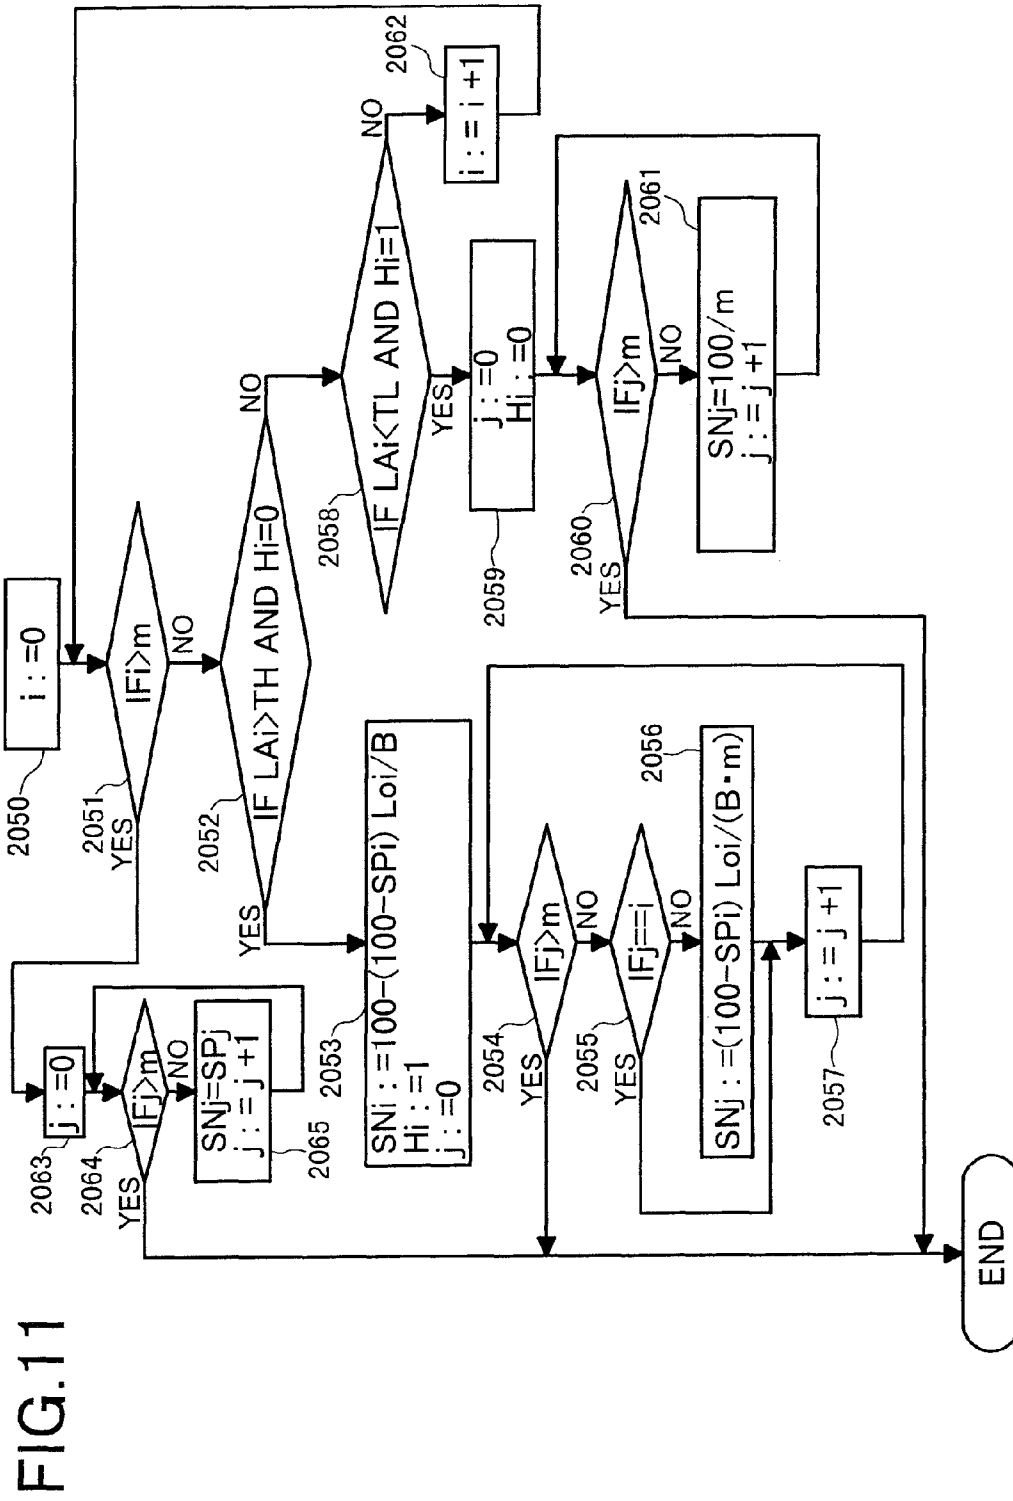 FIG.11
2050
i : =0
2051
IFi>m
YES
NO
2052
IF LAi>TH AND Hi=0
YES
NO
2063
j : =0
2064
IFj>m
YES
NO
SNj=SPj
j : = j +1
2065
2053
SNi : =100-(100-SPi) Loi/B
Hi : =1
j : =0
2054
IFj>m
YES
NO
2055
IFj==i
YES
NO
2056
SNj : =(100-SPi) Loi/(B·m)
2057
j : = j +1
2058
IF LAi<TL AND Hi=1
YES
NO
2062
i : = i +1
2059
j : =0
Hi : =0
2060
IFj>m
YES
NO
2061
SNj=100/m
j : = j +1
END